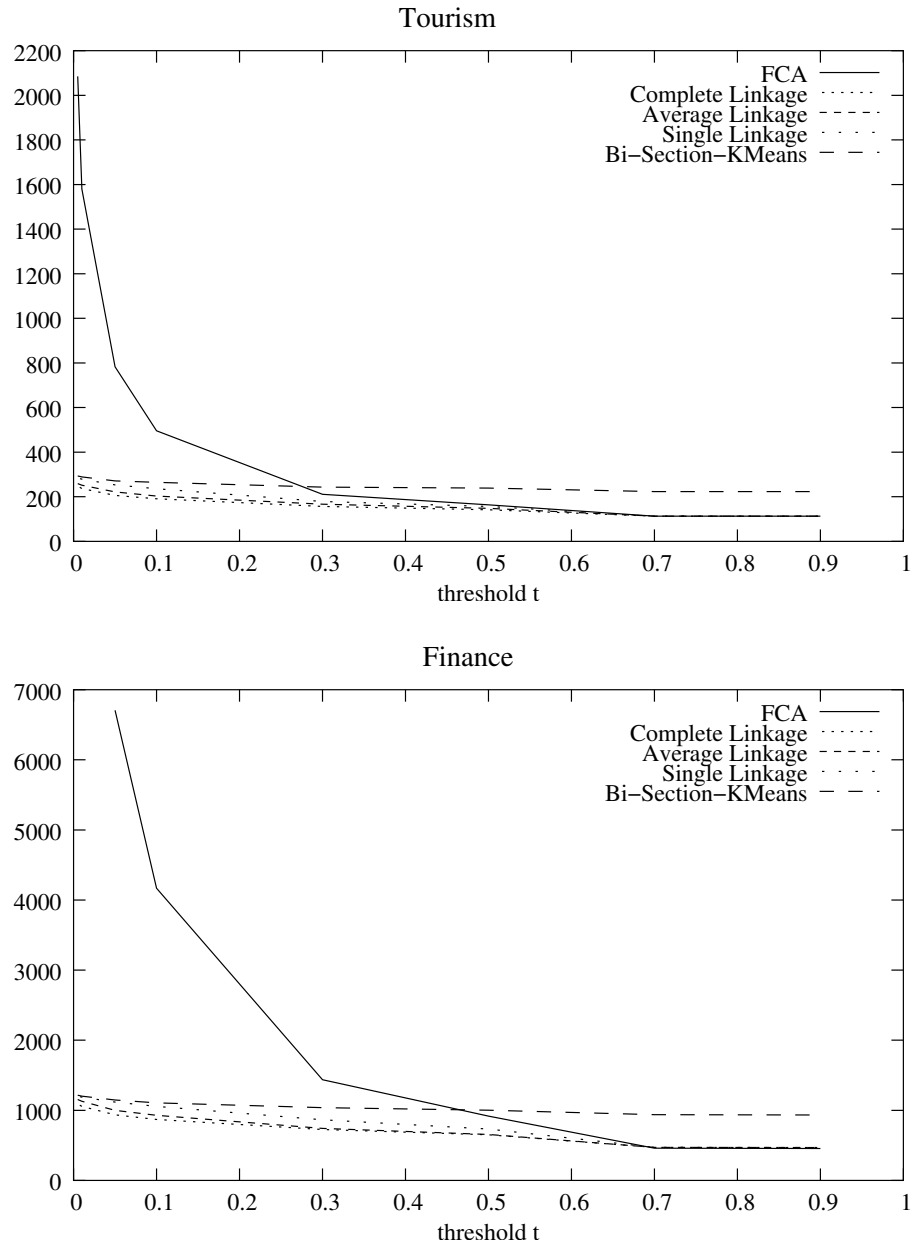 Tourism
2200
2000
1800
1600
1400
1200
1000
800
600
400
200
0
FCA
Complete Linkage
Average Linkage
Single Linkage
Bi−Section−KMeans
0 0.1 0.2 0.3 0.4 0.5 0.6 0.7 0.8 0.9 1
threshold t
Finance
7000
6000
5000
4000
3000
2000
1000
0
FCA
Complete Linkage
Average Linkage
Single Linkage
Bi−Section−KMeans
0 0.1 0.2 0.3 0.4 0.5 0.6 0.7 0.8 0.9 1
threshold t